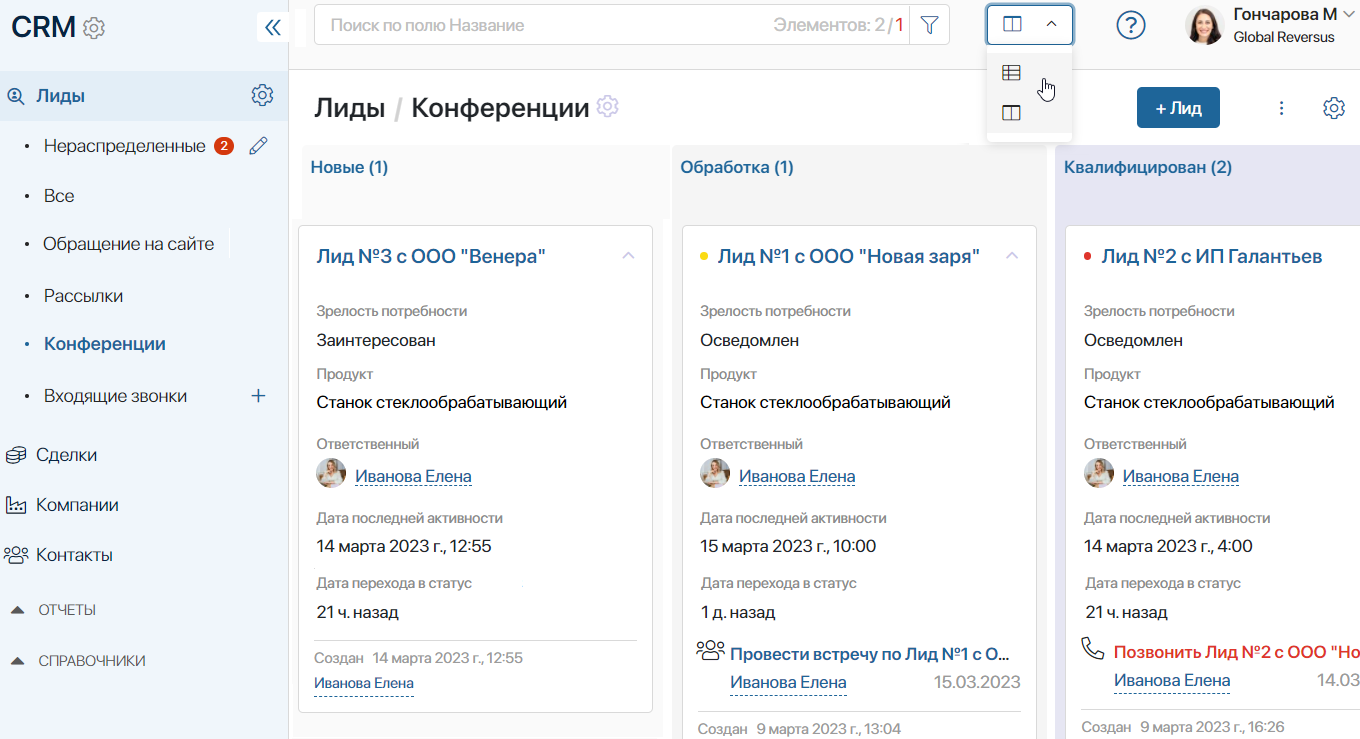 CRM
Поиск по полю Название
Элементов: 2/1
?
Гончарова М
Global Reversus
Лиды
Нераспределенные 2
Все
Обращение на сайте
Рассылки
Конференции
Входящие звонки
Сделки
Компании
Контакты
ОТЧЕТЫ
СПРАВОЧНИКИ
Лиды / Конференции
+ Лид
Новые (1)
Лид №3 с ООО "Венера"
Зрелость потребности
Заинтересован
Продукт
Станок стеклообрабатывающий
Ответственный
Иванова Елена
Дата последней активности
14 марта 2023 г., 12:55
Дата перехода в статус
21 ч. назад
Создан 14 марта 2023 г., 12:55
Иванова Елена
Обработка (1)
Лид №1 с ООО "Новая заря"
Зрелость потребности
Осведомлен
Продукт
Станок стеклообрабатывающий
Ответственный
Иванова Елена
Дата последней активности
15 марта 2023 г., 10:00
Дата перехода в статус
1 д. назад
Провести встречу по Лид №1 с О...
Иванова Елена 15.03.2023
Создан 9 марта 2023 г., 13:04
Квалифицирован (2)
Лид №2 с ИП Галантьев
Зрелость потребности
Осведомлен
Продукт
Станок стеклообрабатывающий
Ответственный
Иванова Елена
Дата последней активности
14 марта 2023 г., 4:00
Дата перехода в статус
21 ч. назад
Позвонить Лид №2 с ООО "Но
Иванова Елена 14.03
Создан 9 марта 2023 г., 16:26